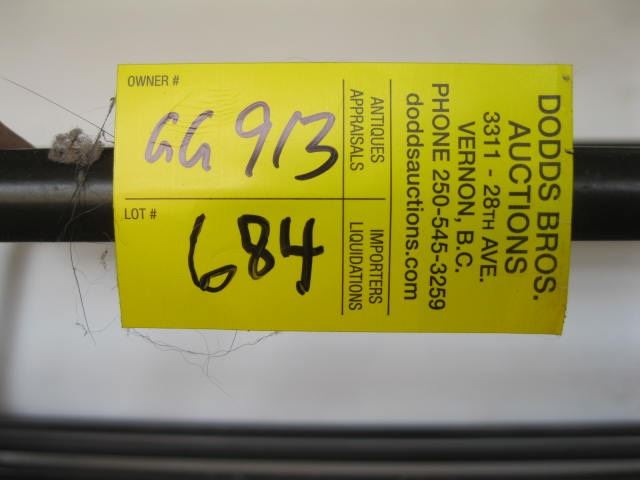 OWNER #
GG 913
LOT #
684
ANTIQUES
APPRAISALS
IMPORTERS
LIQUIDATIONS
DODDS BROS.
AUCTIONS
3311 - 28TH AVE.
VERNON, B.C.
PHONE 250-545-3259
doddsauctions.com